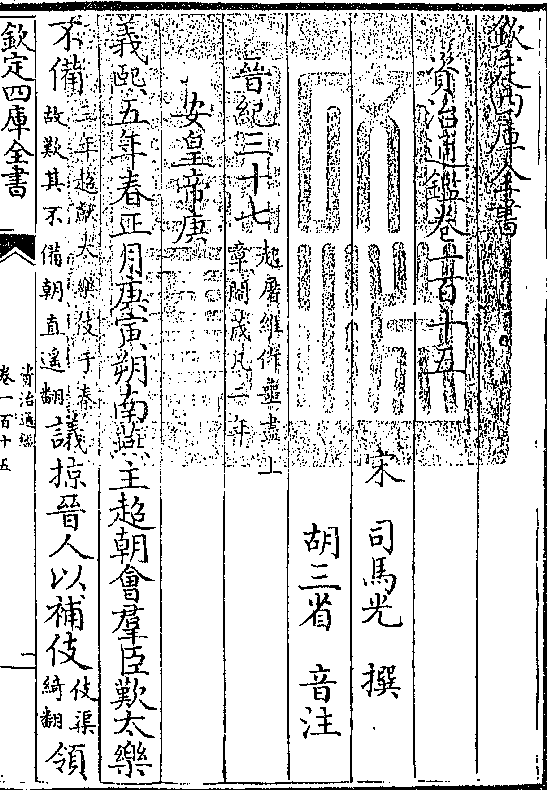 欽定四庫全書
資治通鑑卷一百十五
宋 司馬光 撰
胡三省 音注
晉紀三十七起屠維作噩盡上章閹茂凡二年
安皇帝庚
義熙五年春正月庚寅朔南燕主超朝會羣臣歎太樂
不備二年超獻太樂伎于秦故歎其不備朝直遥翻議掠晉人以補伎伎渠綺翻領
欽定四庫全書
資治通鑑
卷一百十五
一